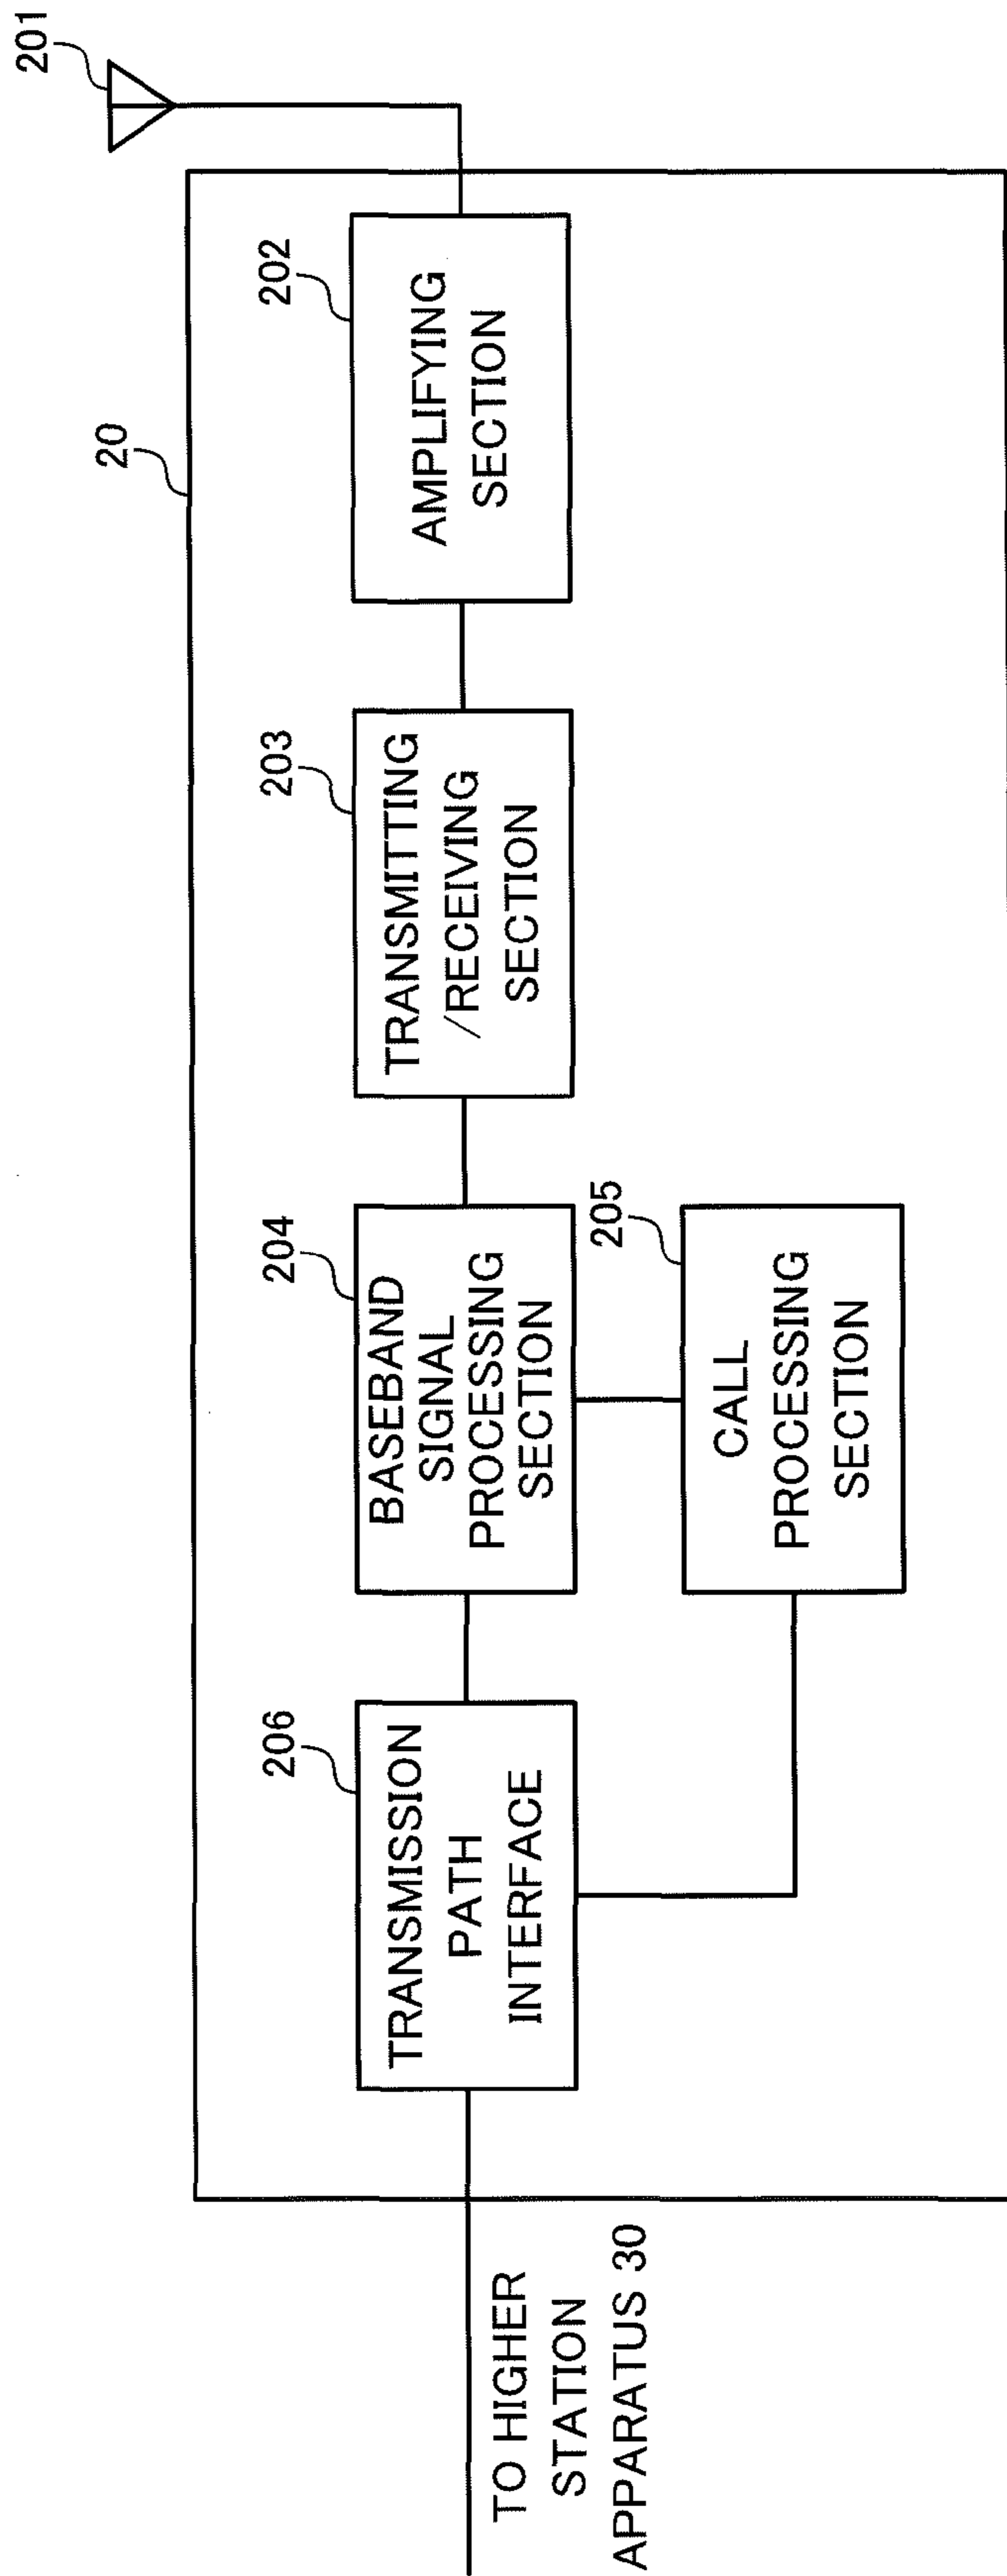 201
20
202
AMPLIFYING
SECTION
203
TRANSMITTING
/RECEIVING
SECTION
204
BASEBAND
SIGNAL
PROCESSING
SECTION
205
CALL
PROCESSING
SECTION
206
TRANSMISSION
PATH
INTERFACE
TO HIGHER
STATION
APPARATUS 30